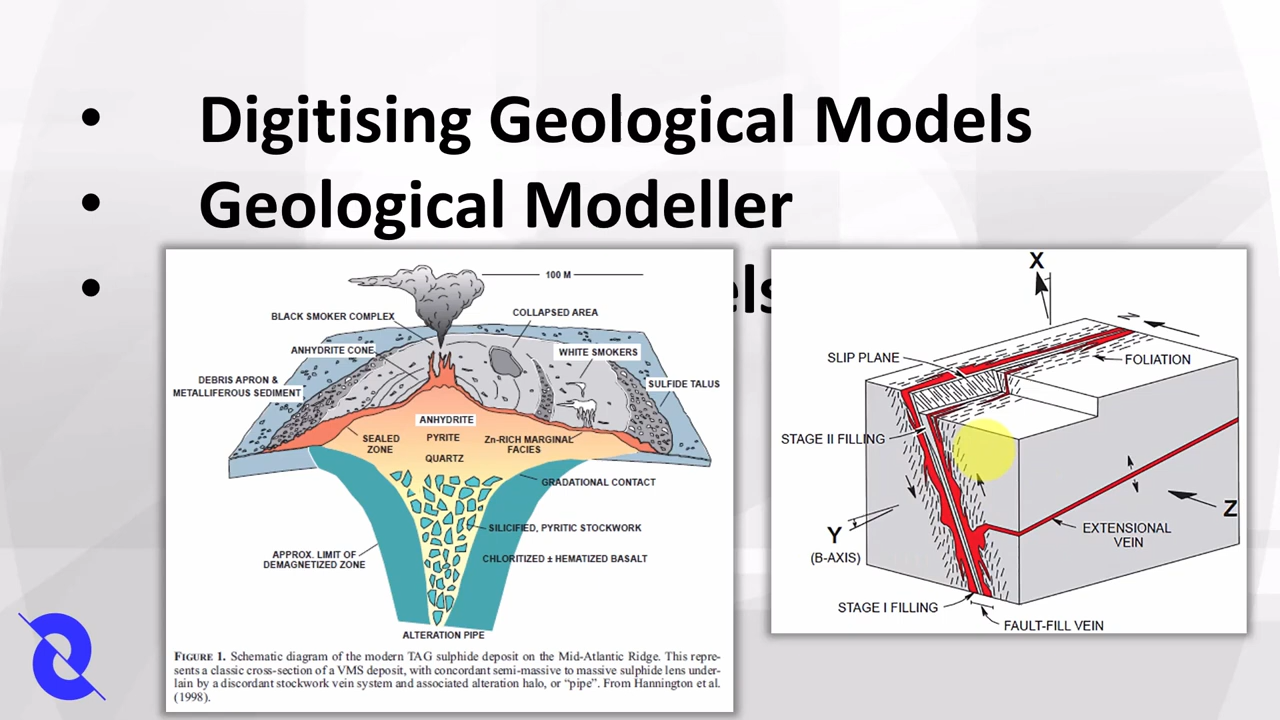 • Digitising Geological Models
• Geological Modeller
•
100 M
BLACK SMOKER COMPLEX
COLLAPSED AREA
ANHYDRITE CONE
WHITE SMOKERS
DEBRIS APRON &
METALLIFEROUS SEDIMENT
SULFIDE TALUS
ANHYDRITE
SEALED
ZONE
PYRITE
Zn-RICH MARGINAL
FACIES
QUARTZ
GRADATIONAL CONTACT
SILICIFIED, PYRITIC STOCKWORK
APPROX. LIMIT OF
DEMAGNETIZED ZONE
CHLORITIZED ± HEMATIZED BASALT
ALTERATION PIPE
FIGURE 1. Schematic diagram of the modern TAG sulphide deposit on the Mid-Atlantic Ridge. This repre-
sents a classic cross-section of a VMS deposit, with concordant semi-massive to massive sulphide lens under-
lain by a discordant stockwork vein system and associated alteration halo, or “pipe”. From Hannington et al.
(1998).
X
SLIP PLANE
FOLIATION
STAGE II FILLING
Z
Y
(B-AXIS)
EXTENSIONAL
VEIN
STAGE I FILLING
FAULT-FILL VEIN